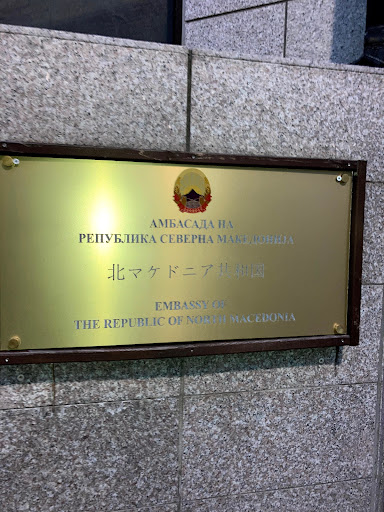 АМБАСАДА НА
РЕПУБЛИКА СЕВЕРНА МАКЕДОНИЈА
北マケドニア共和国
EMBASSY OF
THE REPUBLIC OF NORTH MACEDONIA